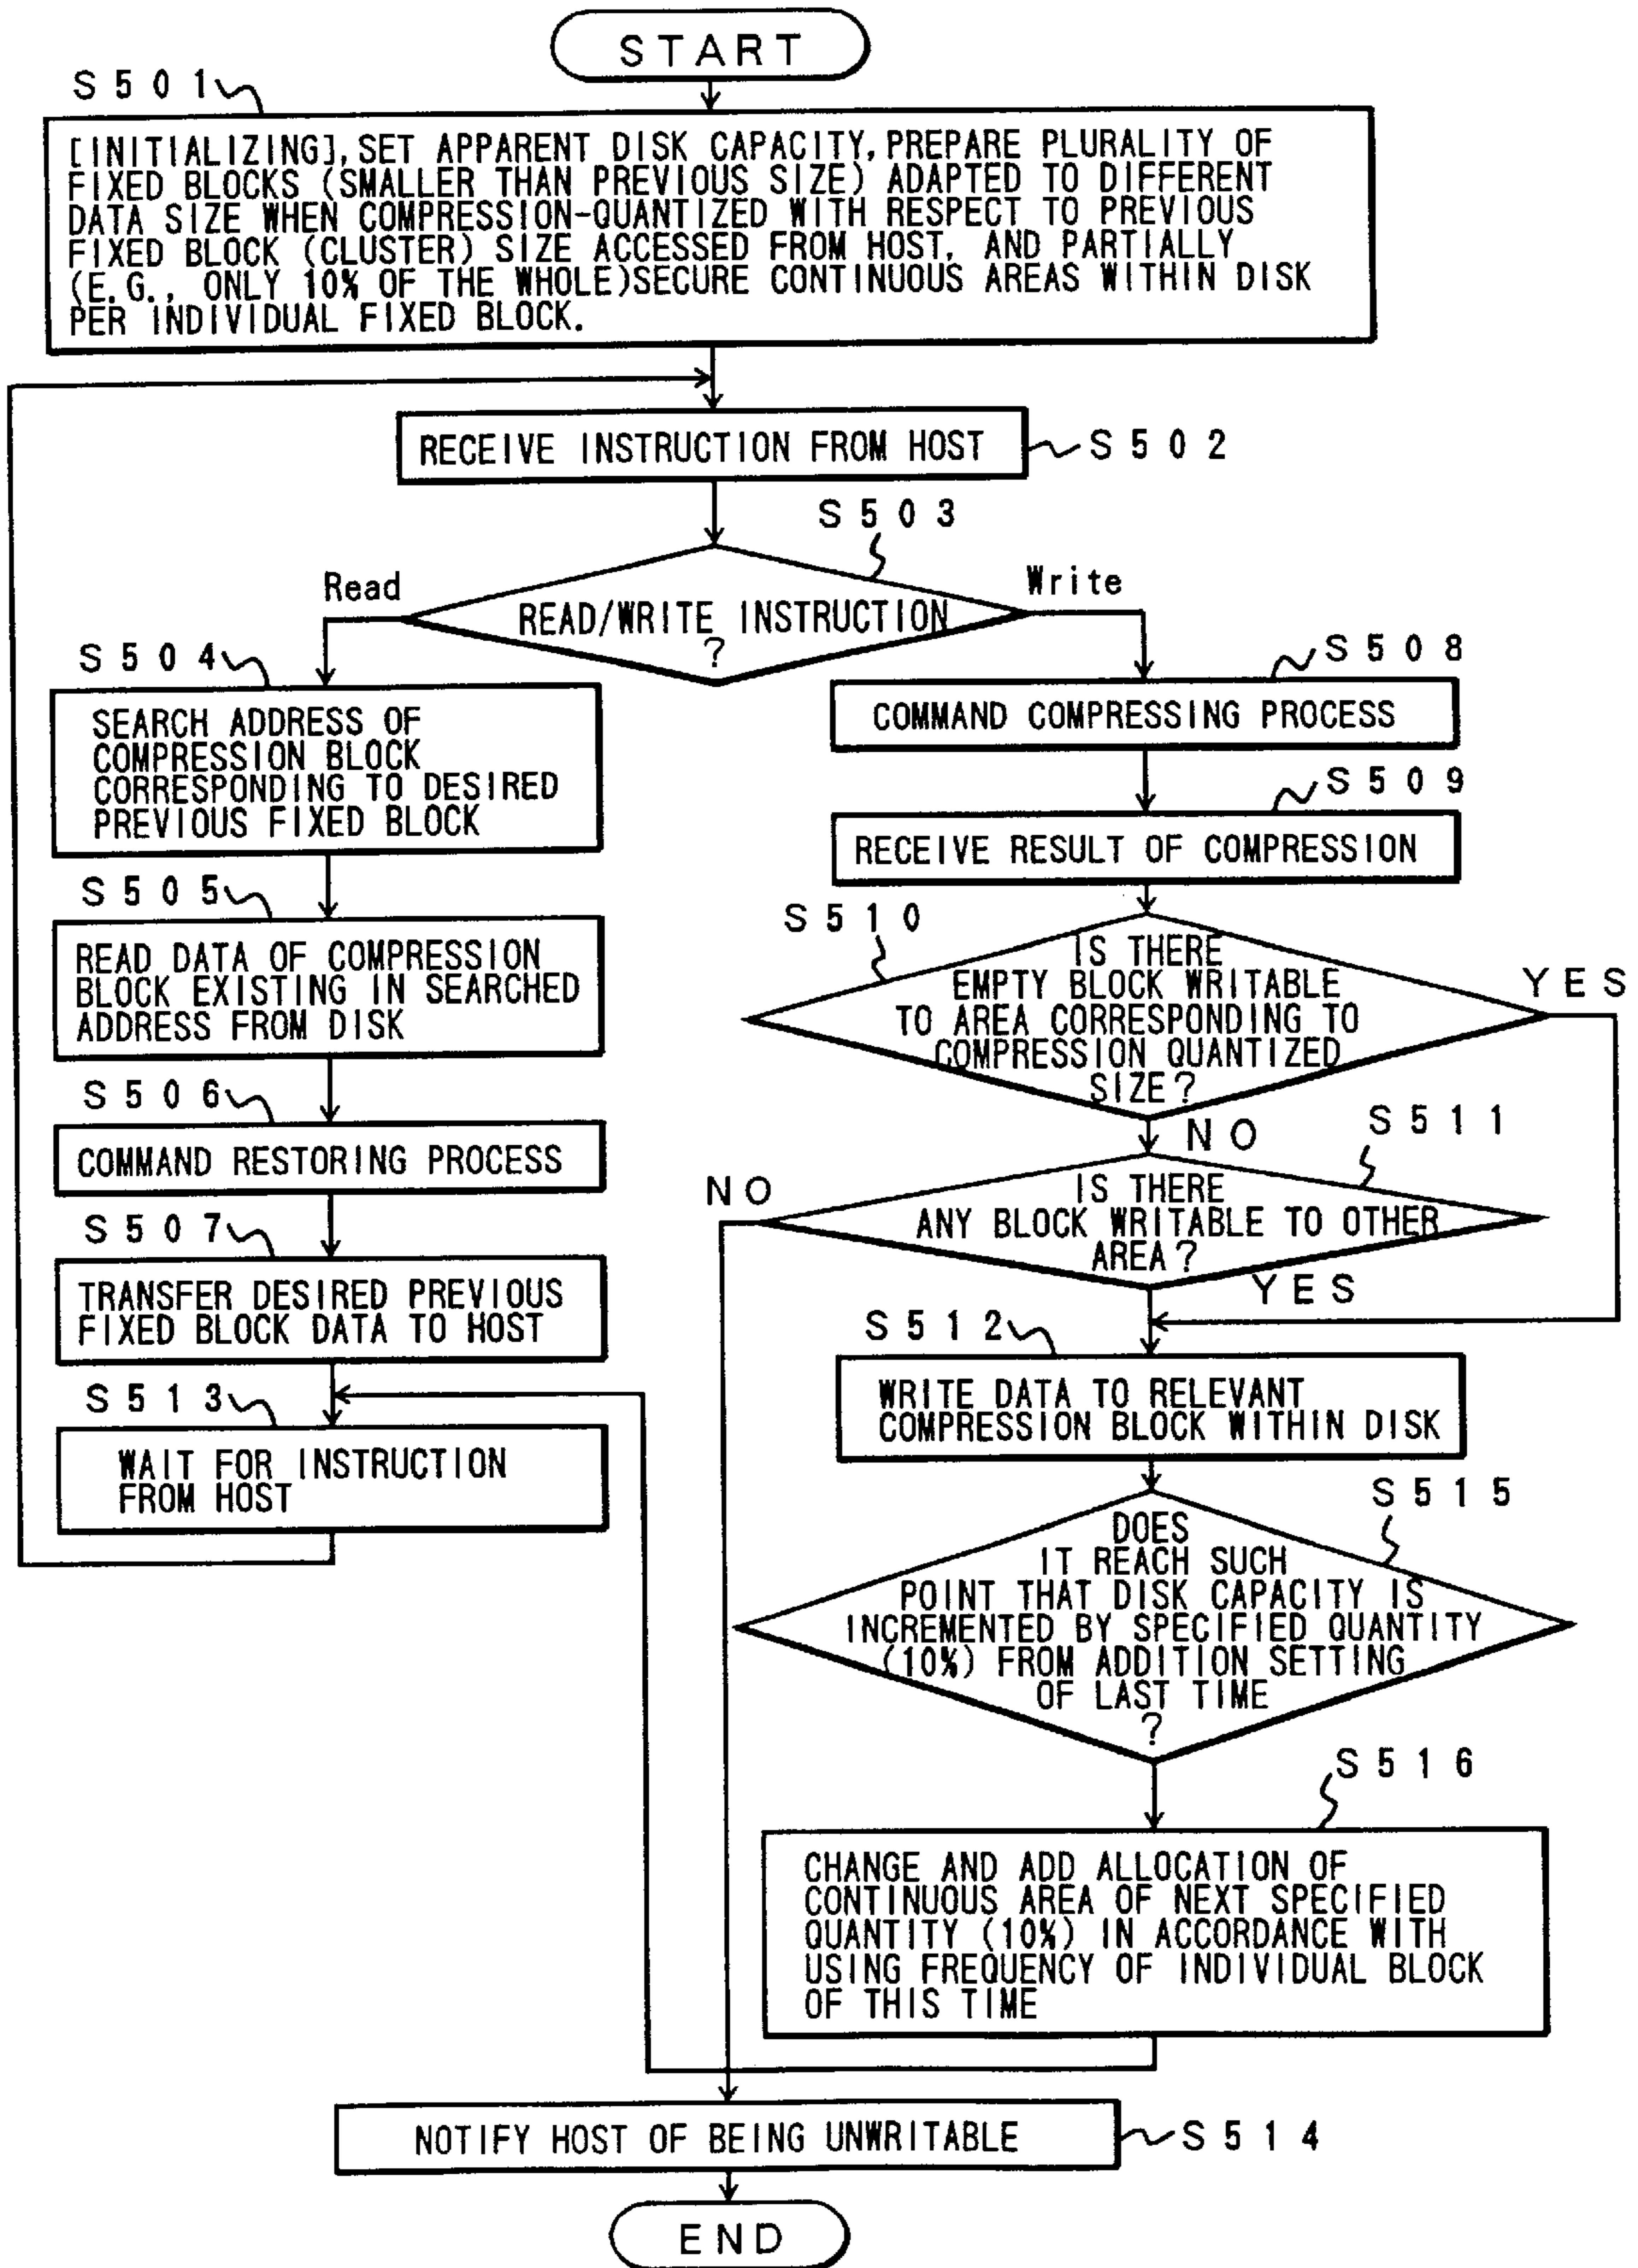 START
S501
[INITIALIZING], SET APPARENT DISK CAPACITY, PREPARE PLURALITY OF
FIXED BLOCKS (SMALLER THAN PREVIOUS SIZE) ADAPTED TO DIFFERENT
DATA SIZE WHEN COMPRESSION-QUANTIZED WITH RESPECT TO PREVIOUS
FIXED BLOCK (CLUSTER) SIZE ACCESSED FROM HOST, AND PARTIALLY
(E.G., ONLY 10% OF THE WHOLE)SECURE CONTINUOUS AREAS WITHIN DISK
PER INDIVIDUAL FIXED BLOCK.
RECEIVE INSTRUCTION FROM HOST
S502
S503
Read
Write
READ/WRITE INSTRUCTION
?
S504
SEARCH ADDRESS OF
COMPRESSION BLOCK
CORRESPONDING TO DESIRED
PREVIOUS FIXED BLOCK
S505
READ DATA OF COMPRESSION
BLOCK EXISTING IN SEARCHED
ADDRESS FROM DISK
S506
COMMAND RESTORING PROCESS
S507
TRANSFER DESIRED PREVIOUS
FIXED BLOCK DATA TO HOST
S513
WAIT FOR INSTRUCTION
FROM HOST
S508
COMMAND COMPRESSING PROCESS
S509
RECEIVE RESULT OF COMPRESSION
S510
IS THERE
EMPTY BLOCK WRITABLE
TO AREA CORRESPONDING TO
COMPRESSION QUANTIZED
SIZE?
YES
NO
S511
NO
IS THERE
ANY BLOCK WRITABLE TO OTHER
AREA?
YES
S512
WRITE DATA TO RELEVANT
COMPRESSION BLOCK WITHIN DISK
S515
DOES
IT REACH SUCH
POINT THAT DISK CAPACITY IS
INCREMENTED BY SPECIFIED QUANTITY
(10%) FROM ADDITION SETTING
OF LAST TIME
?
S516
CHANGE AND ADD ALLOCATION OF
CONTINUOUS AREA OF NEXT SPECIFIED
QUANTITY (10%) IN ACCORDANCE WITH
USING FREQUENCY OF INDIVIDUAL BLOCK
OF THIS TIME
NOTIFY HOST OF BEING UNWRITABLE
S514
END